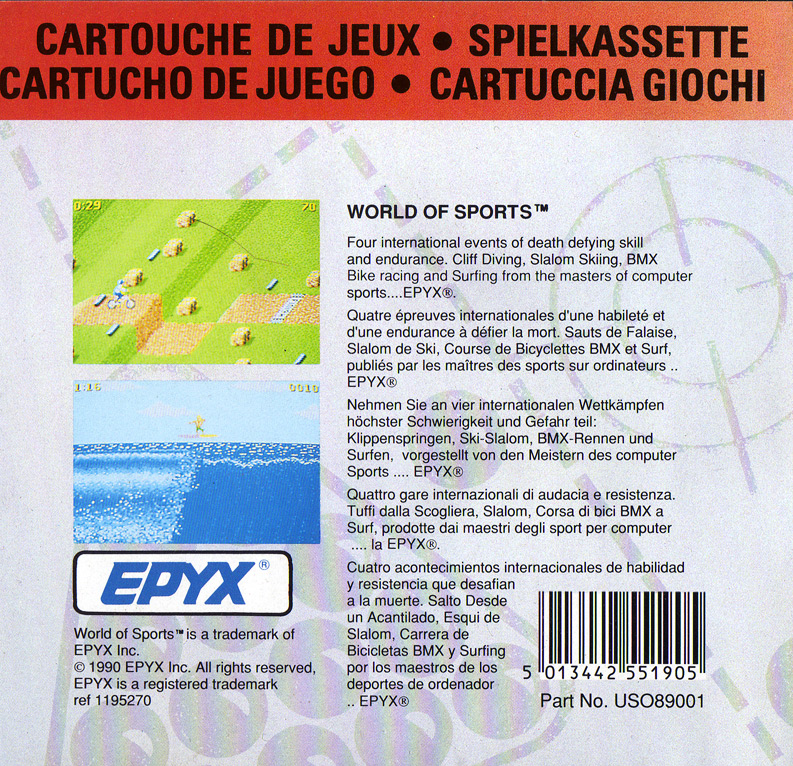 CARTOUCHE DE JEUX • SPIELKASSETTE
CARTUCHO DE JUEGO • CARTUCCIA GIOCHI
0:29 70
WORLD OF SPORTS™
Four international events of death defying skill
and endurance. Cliff Diving, Slalom Skiing, BMX
Bike racing and Surfing from the masters of computer
sports....EPYX®.
Quatre épreuves internationales d'une habileté et
d'une endurance à défier la mort. Sauts de Falaise,
Slalom de Ski, Course de Bicyclettes BMX et Surf,
publiés par les maîtres des sports sur ordinateurs ..
EPYX®
1:16 0010
Nehmen Sie an vier internationalen Wettkämpfen
höchster Schwierigkeit und Gefahr teil:
Klippenspringen, Ski-Slalom, BMX-Rennen und
Surfen, vorgestellt von den Meistern des computer
Sports .... EPYX®
Quattro gare internazionali di audacia e resistenza.
Tuffi dalla Scogliera, Slalom, Corsa di bici BMX a
Surf, prodotte dai maestri degli sport per computer
.... la EPYX®.
Cuatro acontecimientos internacionales de habilidad
y resistencia que desafian
a la muerte. Salto Desde
un Acantilado, Esqui de
Slalom, Carrera de
Bicicletas BMX y Surfing
por los maestros de los
deportes de ordenador
.. EPYX®
EPYX®
World of Sports™ is a trademark of
EPYX Inc.
© 1990 EPYX Inc. All rights reserved,
EPYX is a registered trademark
ref 1195270
5 013442 551905
Part No. USO89001